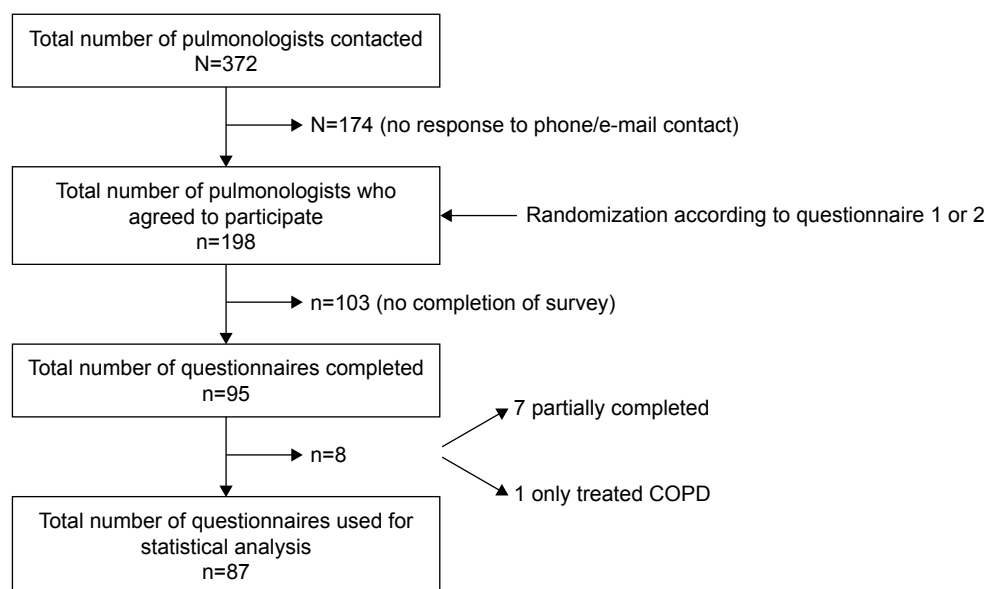 Total number of pulmonologists contacted
N=372
N=174 (no response to phone/e-mail contact)
Total number of pulmonologists who
agreed to participate
n=198
Randomization according to questionnaire 1 or 2
n=103 (no completion of survey)
Total number of questionnaires completed
n=95
7 partially completed
n=8
1 only treated COPD
Total number of questionnaires used for
statistical analysis
n=87